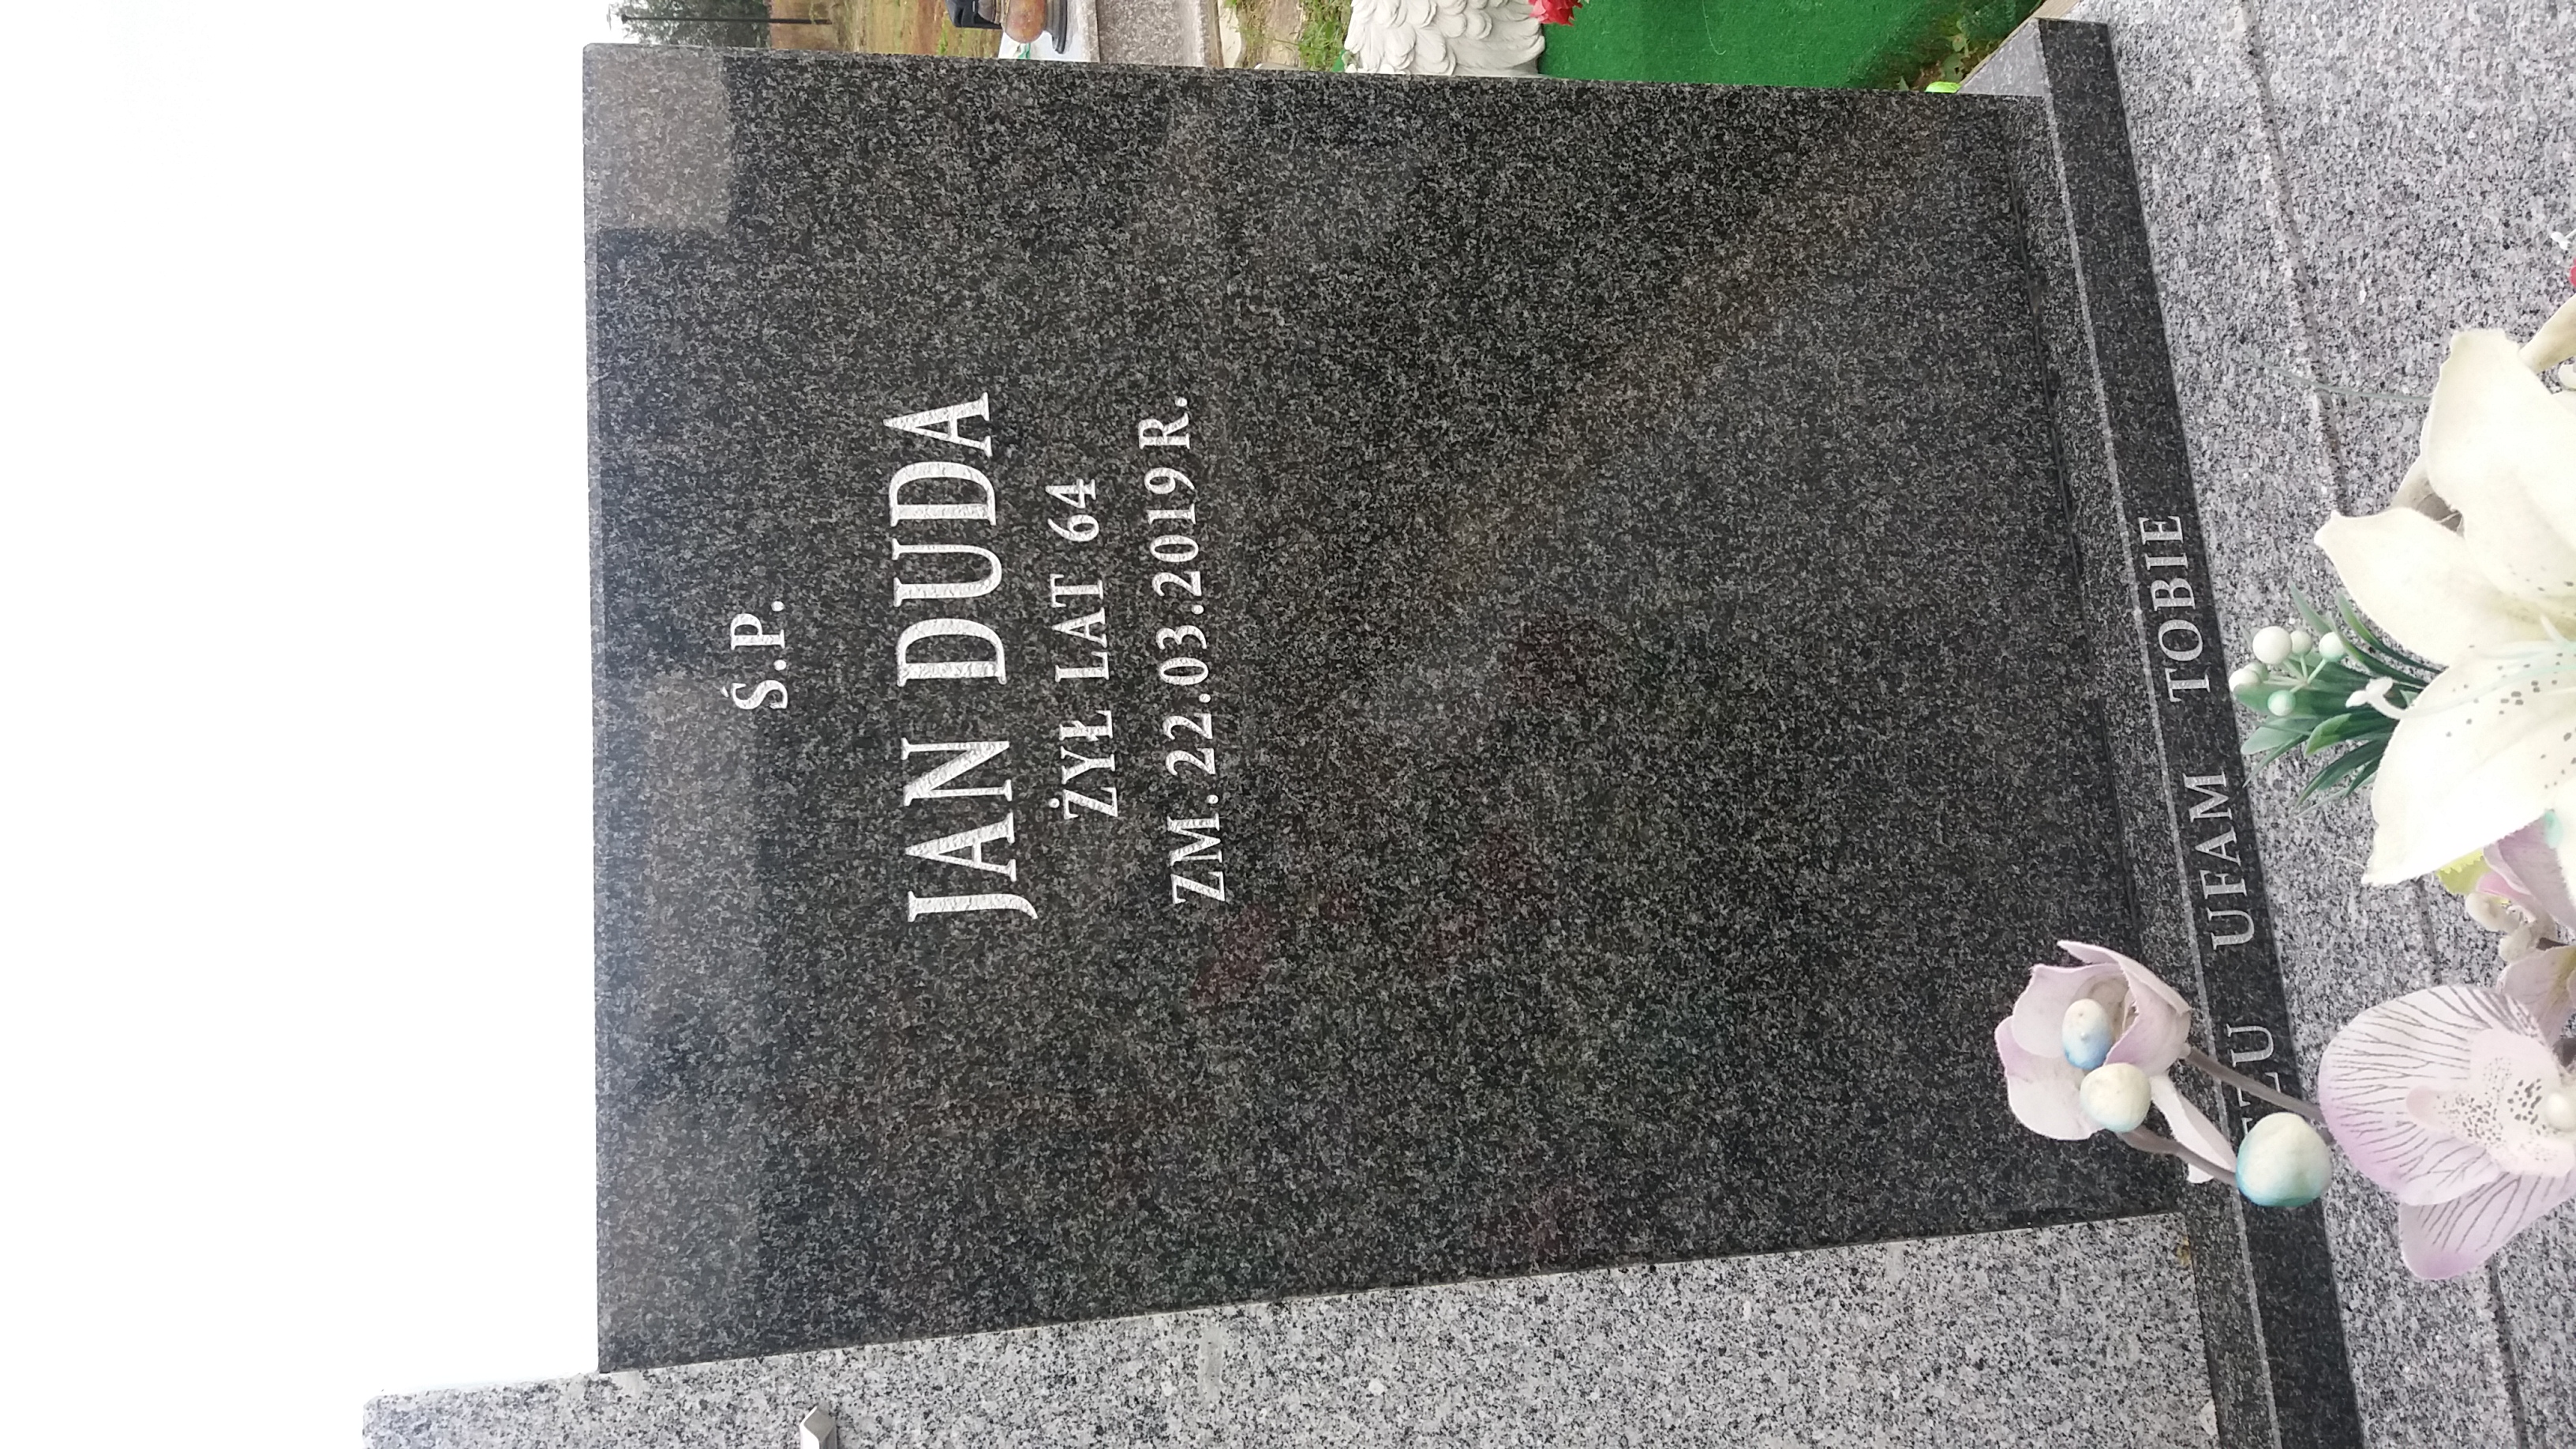 Ś.P.
JAN DUDA
ŻYŁ LAT 64
ZM. 22.03.2019 R.
UFAM TOBIE